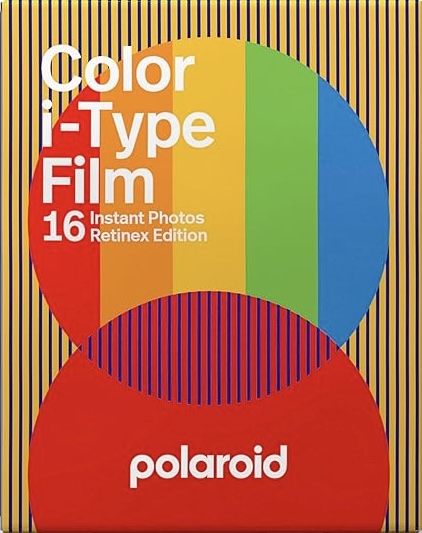 Color
i-Type
Film
16 Instant Photos
Retinex Edition
polaroid